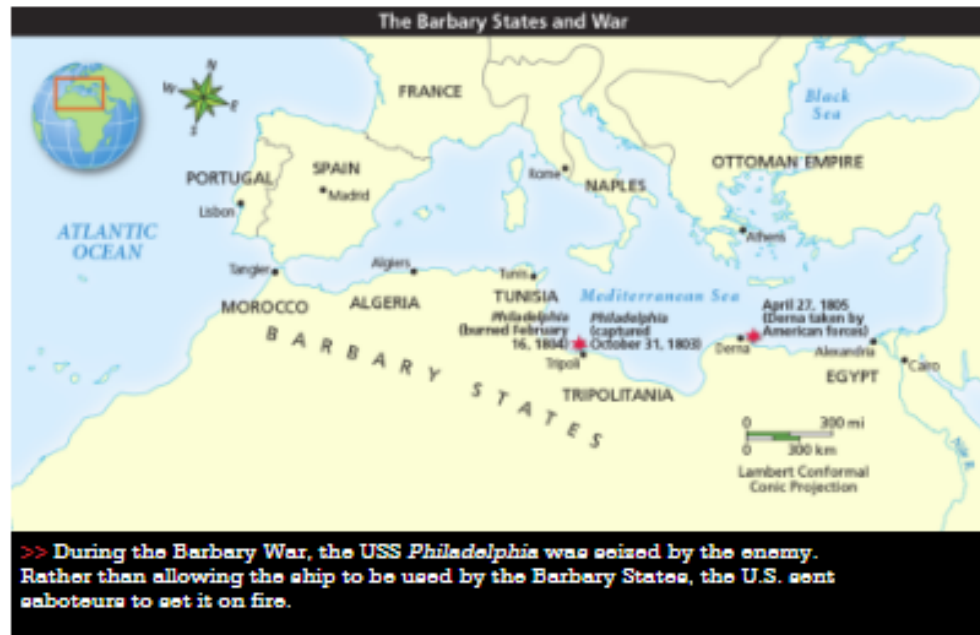 The Barbary States and War
N
W
E
S
FRANCE
Black
Sea
PORTUGAL
SPAIN
Madrid
Lisbon
Rome
NAPLES
OTTOMAN EMPIRE
ATLANTIC
OCEAN
Athens
Tangier
Algiers
Tunis
MOROCCO
ALGERIA
TUNISIA
Mediterranean Sea
Philadelphia
(burned February
16, 1804)
Philadelphia
(captured
October 31, 1803)
April 27, 1805
(Derna taken by
American forces)
Derna
Alexandria
Cairo
Tripoli
EGYPT
BARBARY STATES
TRIPOLITANIA
Nile R.
0 300 mi
0 300 km
Lambert Conformal
Conic Projection
>> During the Barbary War, the USS Philadelphia was seized by the enemy.
Rather than allowing the ship to be used by the Barbary States, the U.S. sent
saboteurs to set it on fire.